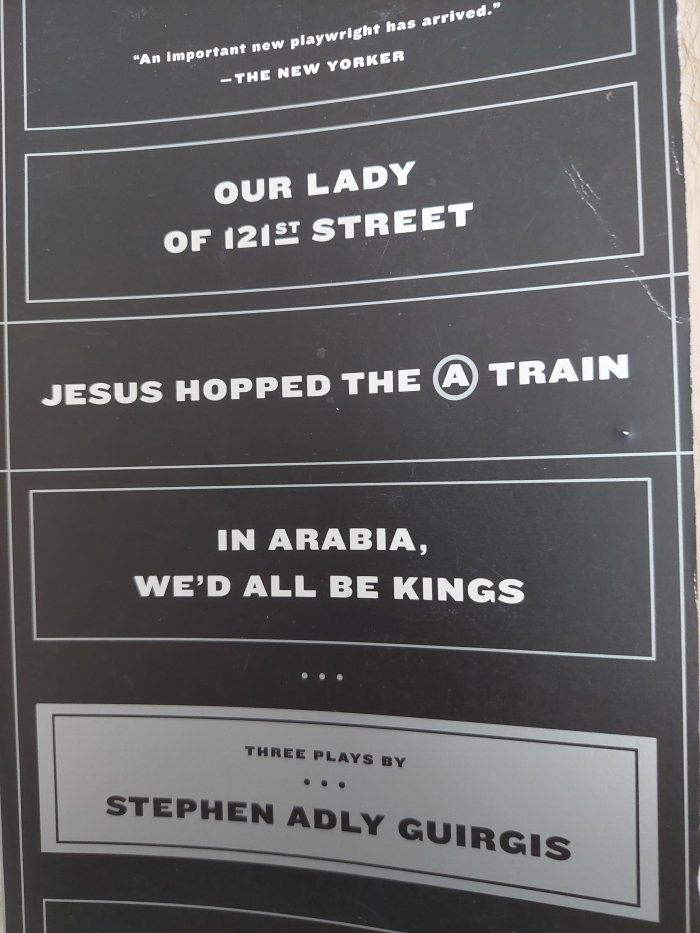 “An important new playwright has arrived.”
—THE NEW YORKER
OUR LADY
OF 121ST STREET
JESUS HOPPED THE A TRAIN
IN ARABIA,
WE'D ALL BE KINGS
•••
THREE PLAYS BY
•••
STEPHEN ADLY GUIRGIS